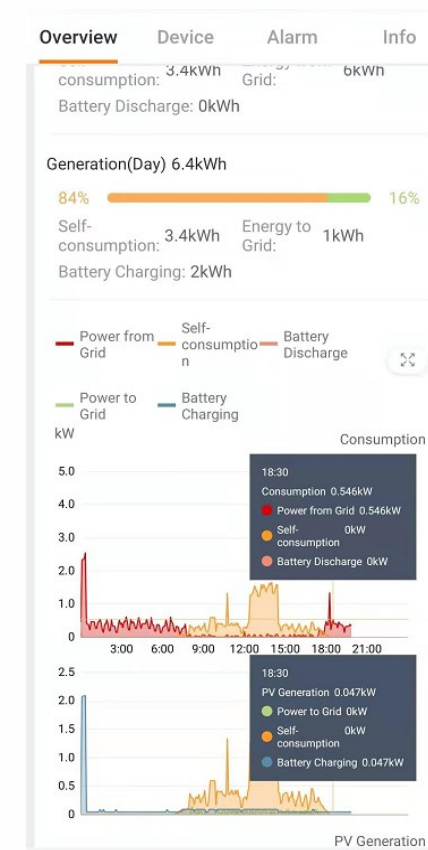 Overview Device Alarm Info
consumption: 3.4kWh Grid: 6kWh
Battery Discharge: 0kWh
Generation(Day) 6.4kWh
84% 16%
Self-
consumption: 3.4kWh Energy to
Grid: 1kWh
Battery Charging: 2kWh
Power from
Grid
Self-
consumptio
n
Battery
Discharge
Power to
Grid
Battery
Charging
kW
Consumption
5.0
4.0
3.0
2.0
1.0
0
18:30
Consumption 0.546kW
Power from Grid 0.546kW
Self-
consumption 0kW
Battery Discharge 0kW
3:00 6:00 9:00 12:00 15:00 18:00 21:00
2.5
2.0
1.5
1.0
0.5
0
18:30
PV Generation 0.047kW
Power to Grid 0kW
Self-
consumption 0kW
Battery Charging 0.047kW
PV Generation